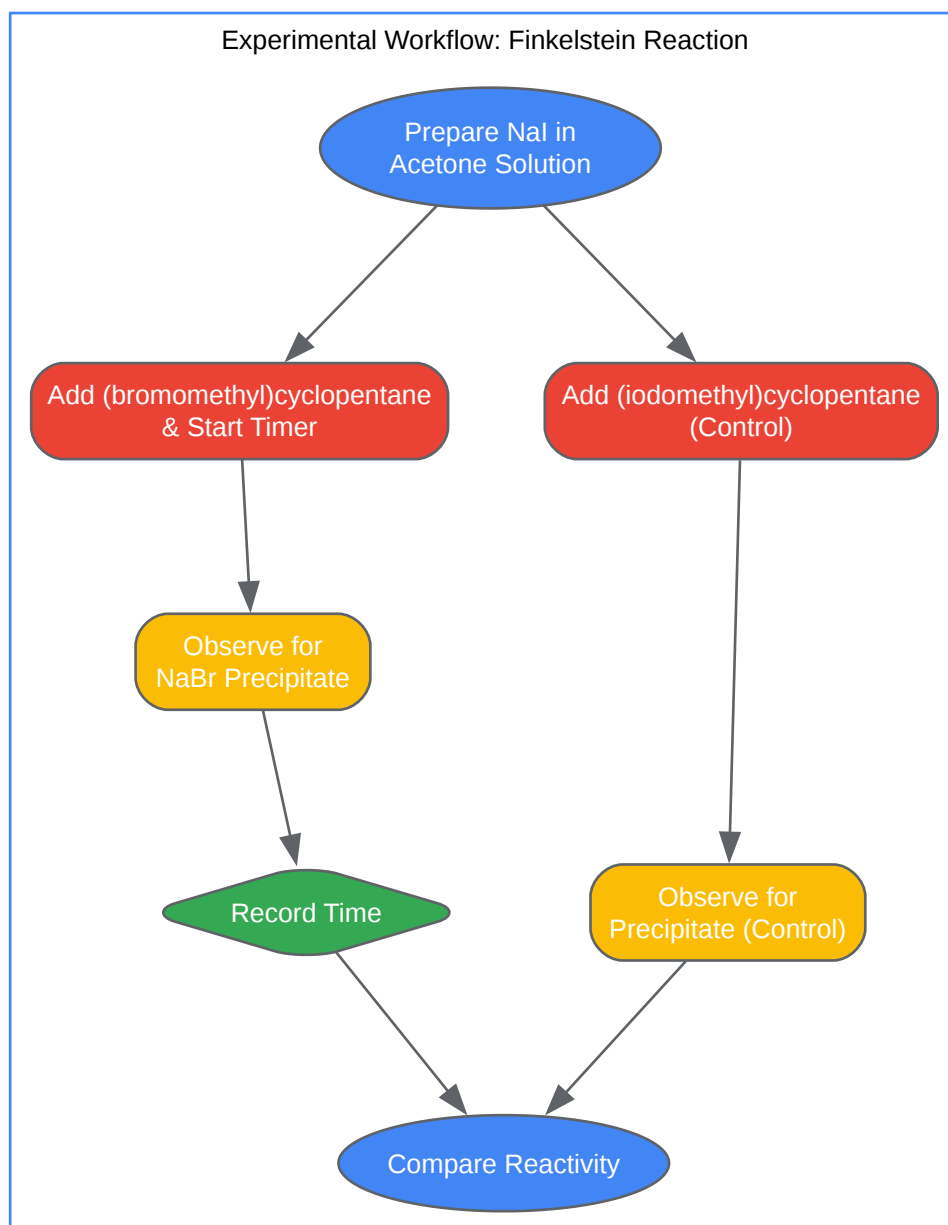 Experimental Workflow: Finkelstein Reaction
Prepare NaI in
Acetone Solution
Add (bromomethyl)cyclopentane
& Start Timer
Add (iodomethyl)cyclopentane
(Control)
Observe for
NaBr Precipitate
Record Time
Observe for
Precipitate (Control)
Compare Reactivity